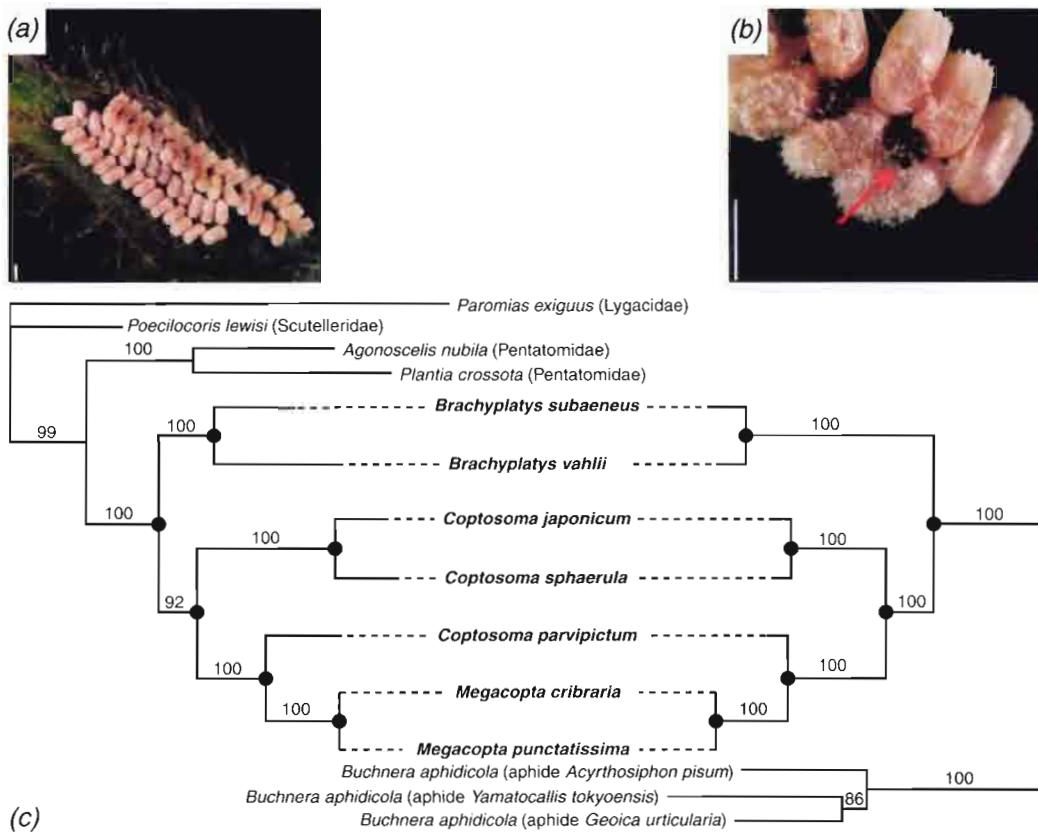 (a)
(b)
Paromias exiguus (Lygacidae)
Poecilocoris lewisi (Scutelleridae)
100
Agonoscelis nubila (Pentatomidae)
Plantia crossota (Pentatomidae)
99
100
Brachyplatys subaeneus
100
100
Brachyplatys vahlii
100
100
100
Coptosoma japonicum
100
92
Coptosoma sphaerula
100
100
Coptosoma parvipictum
100
100
Megacopta cribraria
100
Megacopta punctatissima
Buchnera aphidicola (aphide Acyrthosiphon pisum)
100
Buchnera aphidicola (aphide Yamatocallis tokyoensis)
86
(c)
Buchnera aphidicola (aphide Geoica urticularia)